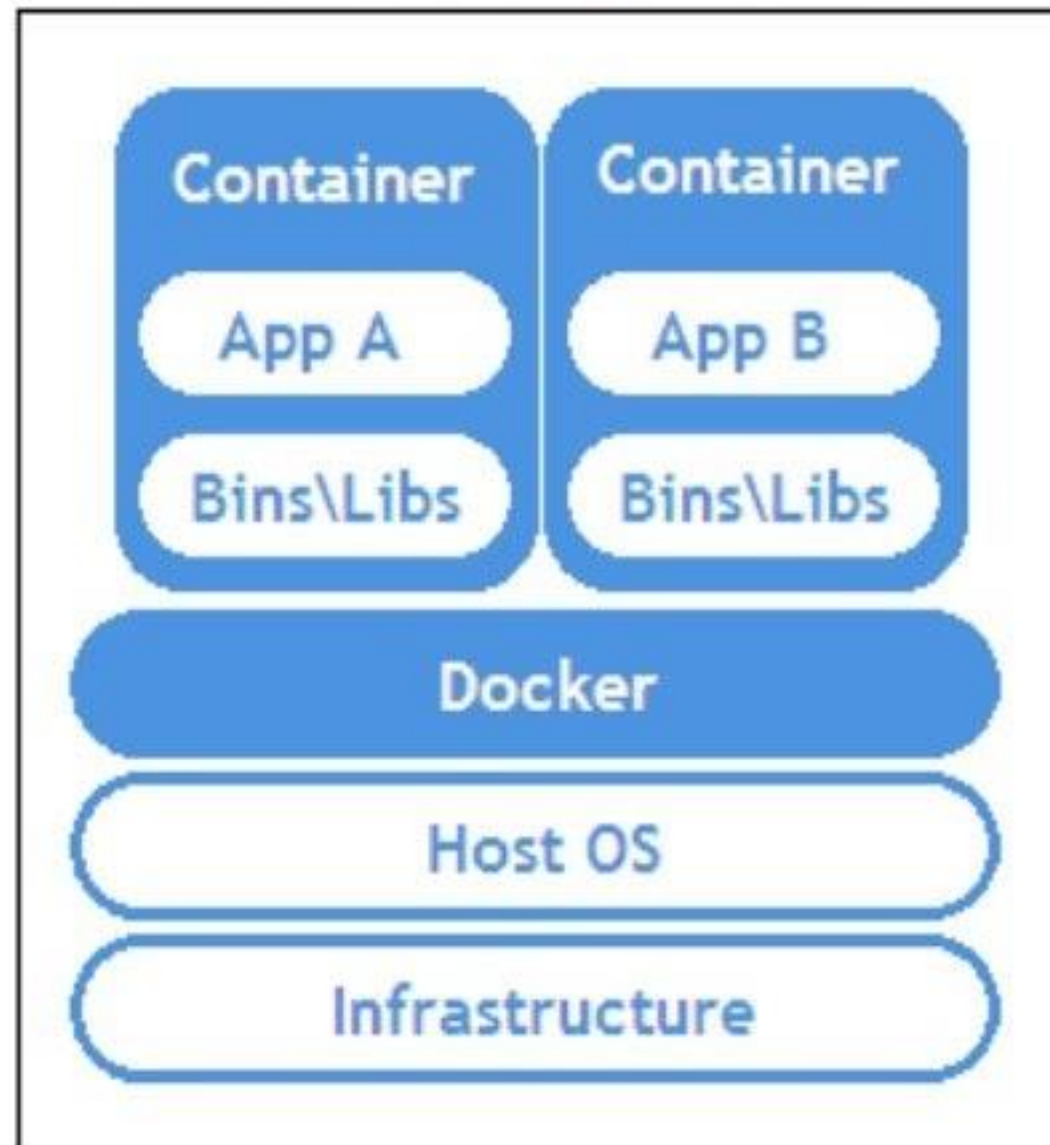 Container
App A
Bins\Libs
Container
App B
Bins\Libs
Docker
Host OS
Infrastructure